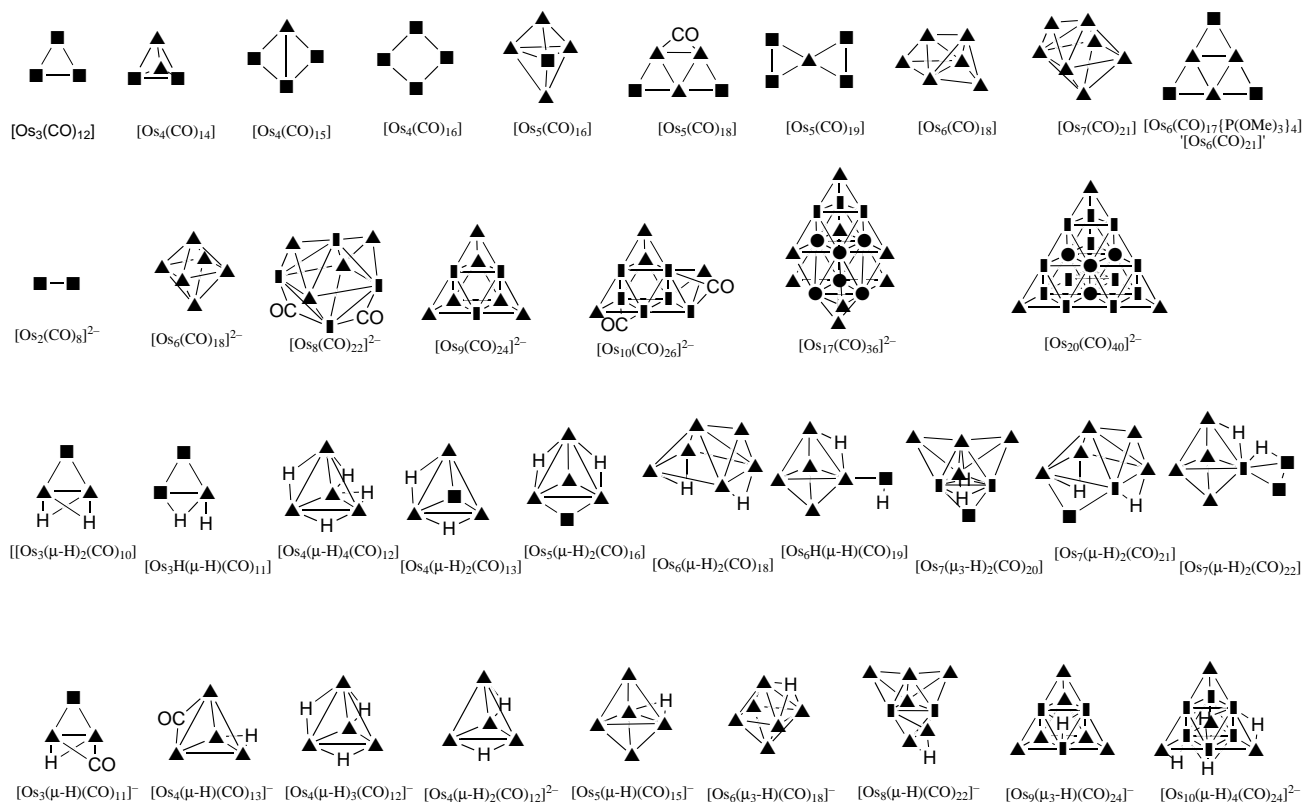 CO
[Os3(CO)12] [Os4(CO)14] [Os4(CO)15] [Os4(CO)16] [Os5(CO)16] [Os5(CO)18] [Os5(CO)19] [Os6(CO)18] [Os7(CO)21] [Os6(CO)17{P(OMe)3}4]
'[Os6(CO)21]'
OC CO CO
OC
[Os2(CO)8]2– [Os6(CO)18]2– [Os8(CO)22]2– [Os9(CO)24]2– [Os10(CO)26]2– [Os17(CO)36]2– [Os20(CO)40]2–
H H H H H H H H
H H H H H H H
H H H H H H H H
[[Os3(μ-H)2(CO)10] [Os3H(μ-H)(CO)11] [Os4(μ-H)4(CO)12] [Os4(μ-H)2(CO)13] [Os5(μ-H)2(CO)16] [Os6(μ-H)2(CO)18] [Os6H(μ-H)(CO)19] [Os7(μ3-H)2(CO)20] [Os7(μ-H)2(CO)21] [Os7(μ-H)2(CO)22]
OC H H H H H
H CO H H H H H H H H
[Os3(μ-H)(CO)11]– [Os4(μ-H)(CO)13]– [Os4(μ-H)3(CO)12]– [Os4(μ-H)2(CO)12]2– [Os5(μ-H)(CO)15]– [Os6(μ3-H)(CO)18]– [Os8(μ-H)(CO)22]– [Os9(μ3-H)(CO)24]– [Os10(μ-H)4(CO)24]2–